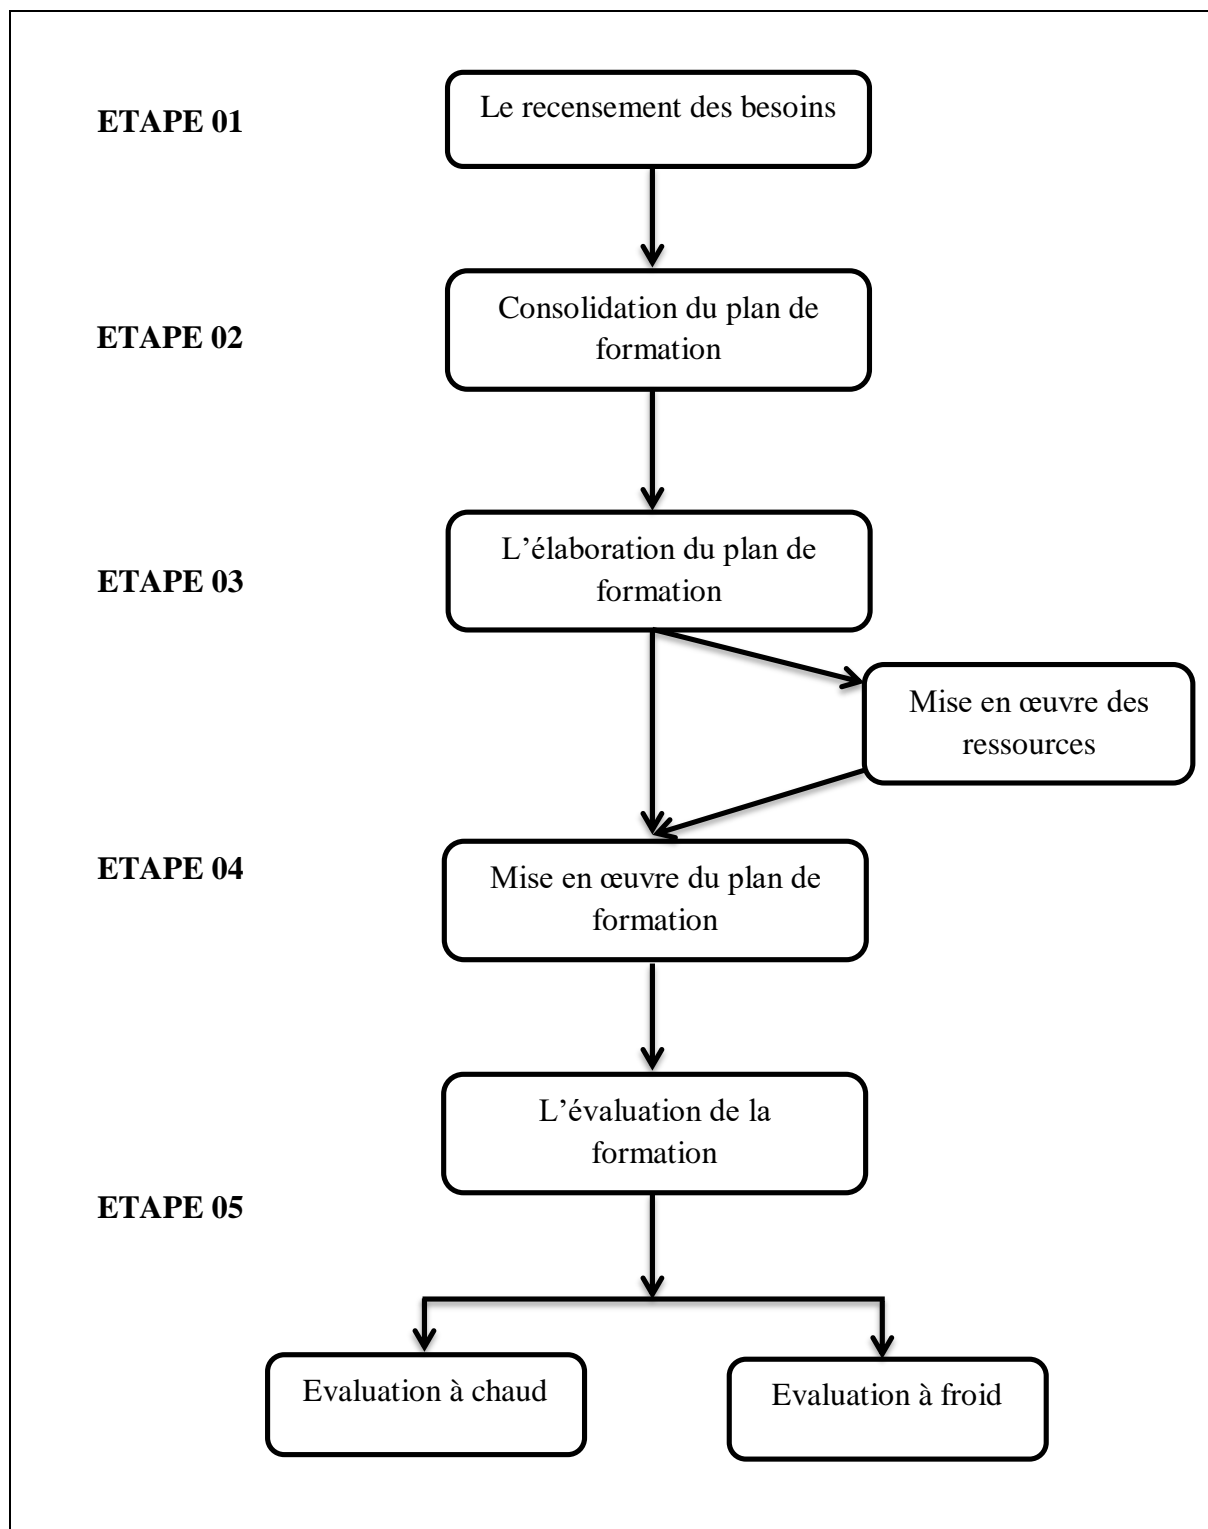 ETAPE 01
Le recensement des besoins
ETAPE 02
Consolidation du plan de
formation
ETAPE 03
L’élaboration du plan de
formation
Mise en œuvre des
ressources
ETAPE 04
Mise en œuvre du plan de
formation
L’évaluation de la
formation
ETAPE 05
Evaluation à chaud
Evaluation à froid